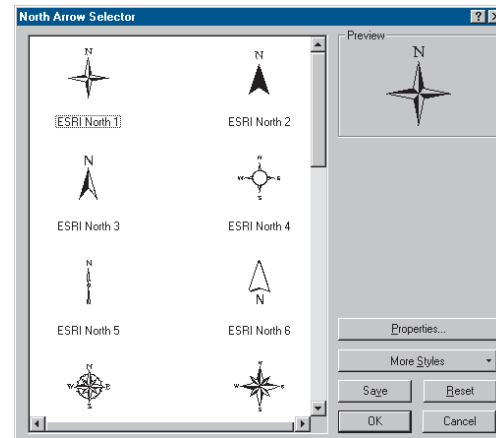 North Arrow Selector
Preview
N
N
N
ESRI North 1
ESRI North 2
N
N
W E
S
ESRI North 3
ESRI North 4
N
N
ESRI North 5
ESRI North 6
N
W E
S
N
W E
S
Properties...
More Styles
Save
Reset
OK
Cancel